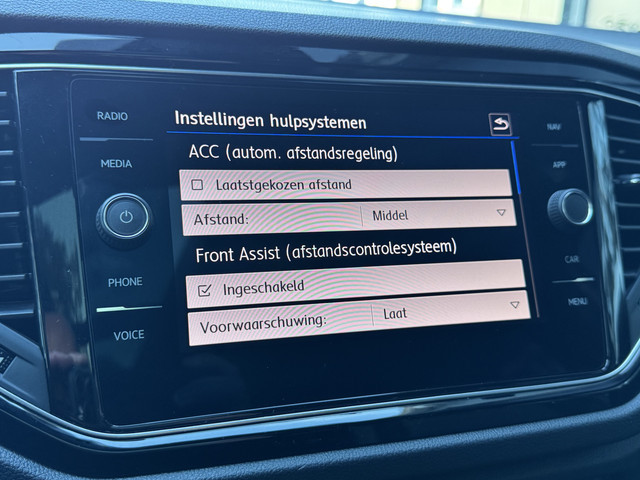 Instellingen hulpsystemen
ACC (autom. afstandsregeling)
Laatstgekozen afstand
Afstand: Middel
Front Assist (afstandscontrolesysteem)
Ingeschakeld
Voorwaarschuwing: Laat
RADIO
MEDIA
PHONE
VOICE
NAV
APP
CAR
MENU